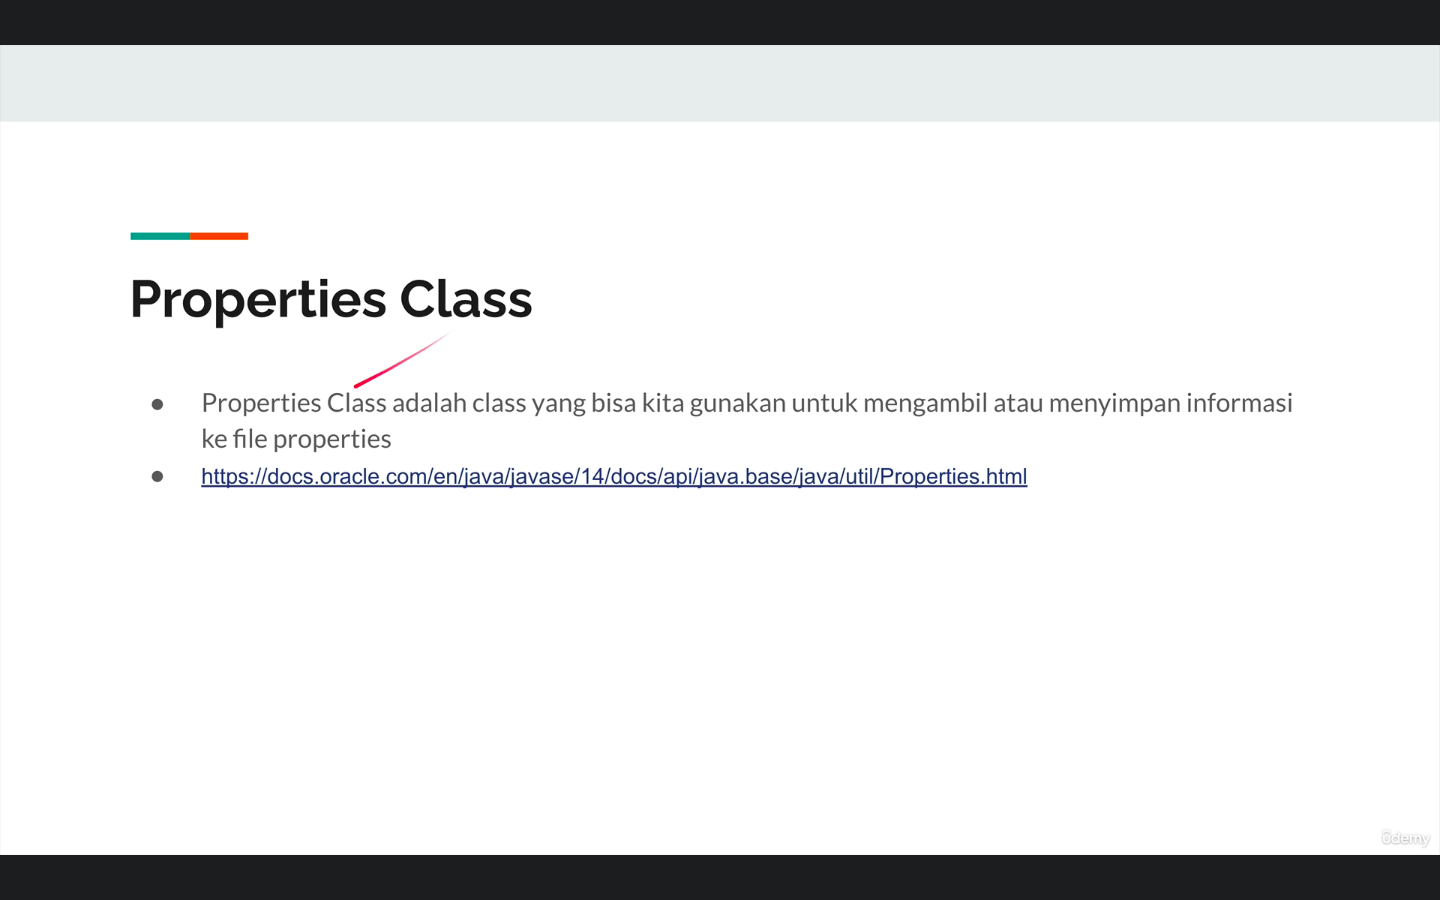 Properties Class
● Properties Class adalah class yang bisa kita gunakan untuk mengambil atau menyimpan informasi
ke file properties
● https://docs.oracle.com/en/java/javase/14/docs/api/java.base/java/util/Properties.html
ûdemy